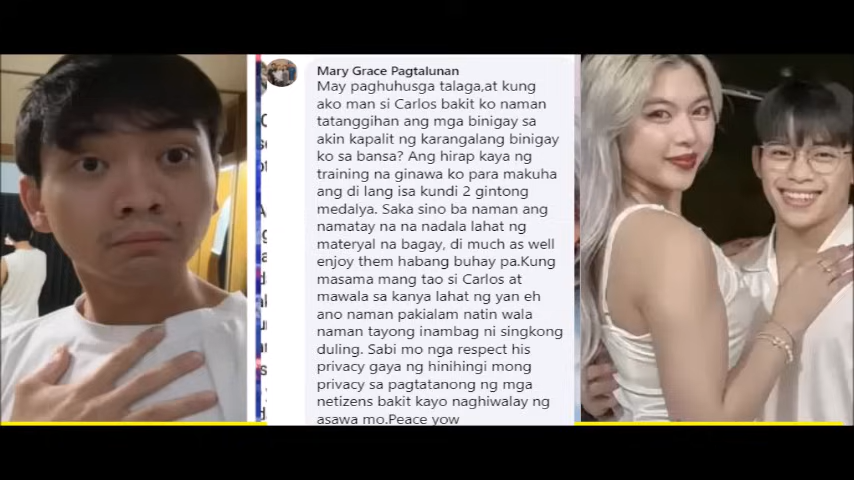 Mary Grace Pagtalunan
May paghuhusga talaga,at kung
ako man si Carlos bakit ko naman
tatanggihan ang mga binigay sa
akin kapalit ng karangalang binigay
ko sa bansa? Ang hirap kaya ng
training na ginawa ko para makuha
ang di lang isa kundi 2 gintong
medalya. Saka sino ba naman ang
namatay na na nadala lahat ng
materyal na bagay, di much as well
enjoy them habang buhay pa.Kung
masama mang tao si Carlos at
mawala sa kanya lahat ng yan eh
ano naman pakialam natin wala
naman tayong inambag ni singkong
duling. Sabi mo nga respect his
privacy gaya ng hinihingi mong
privacy sa pagtatanong ng mga
netizens bakit kayo naghiwalay ng
asawa mo.Peace yow